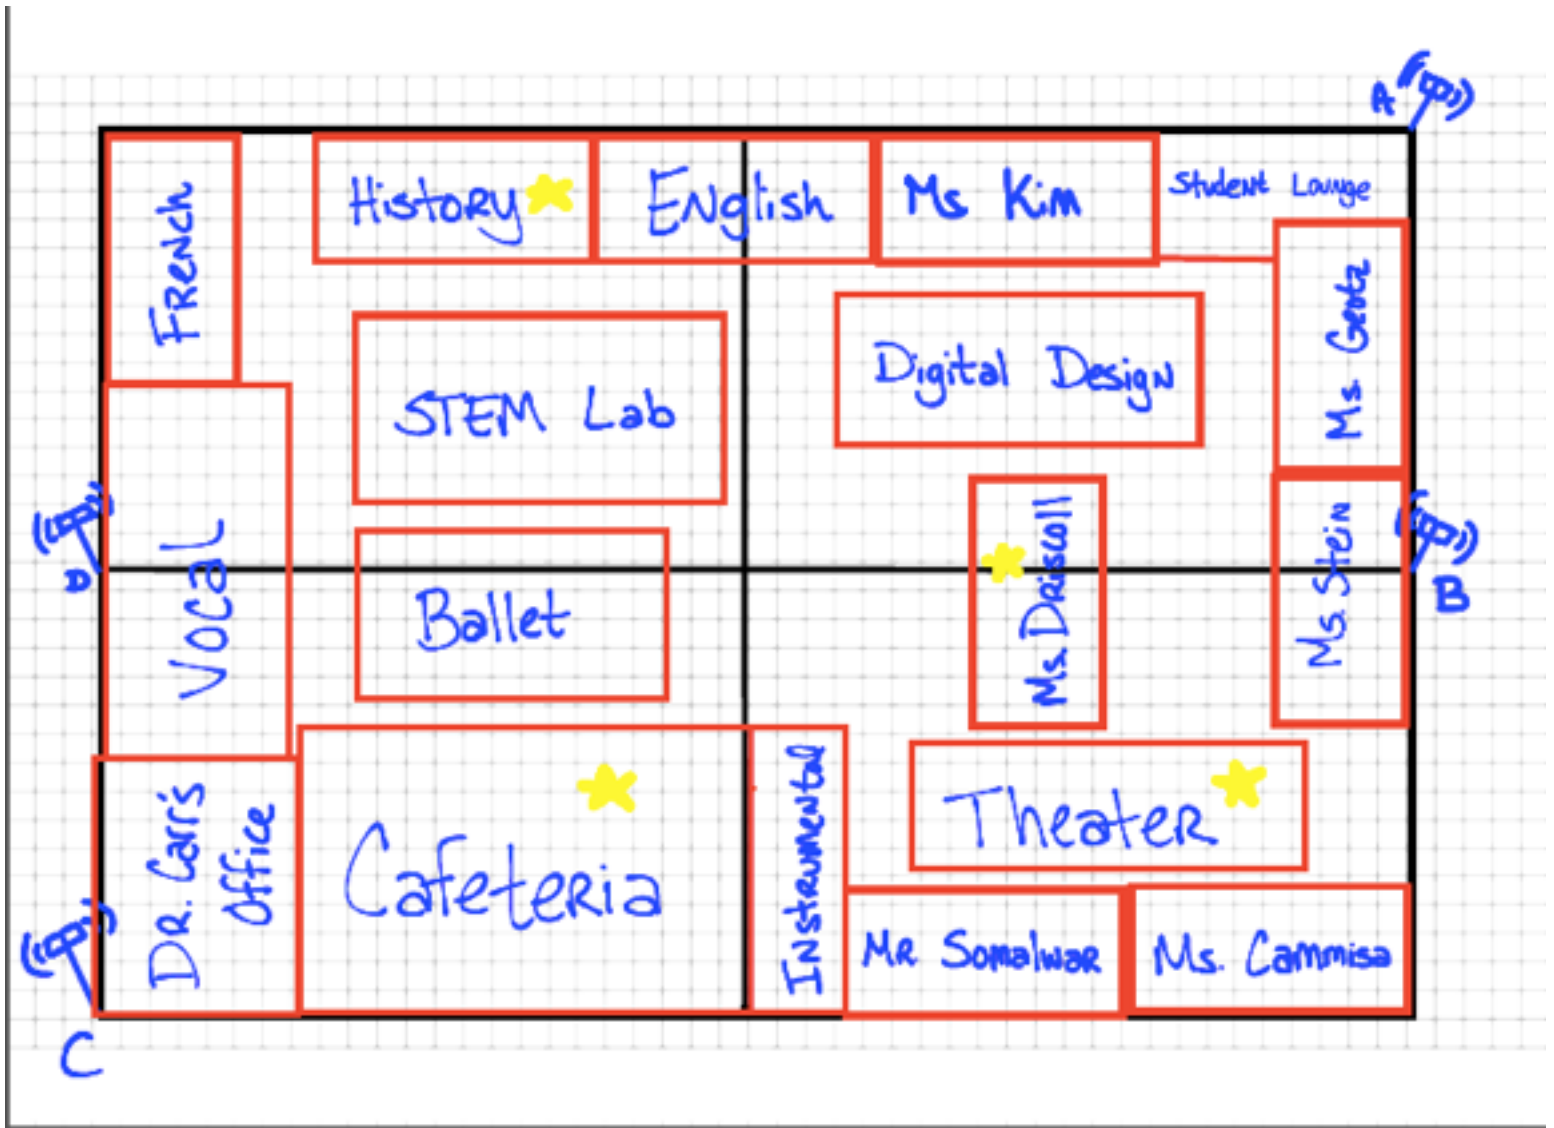 A
French
History
English
Ms Kim
Student Lounge
Ms. Gentz
STEM Lab
Digital Design
D
Vocal
Ballet
Ms. Driscoll
Ms. Stein
B
Dr. Carr's
Office
Cafeteria
Instrumental
Theater
Mr Somalwar
Ms. Cammisa
C